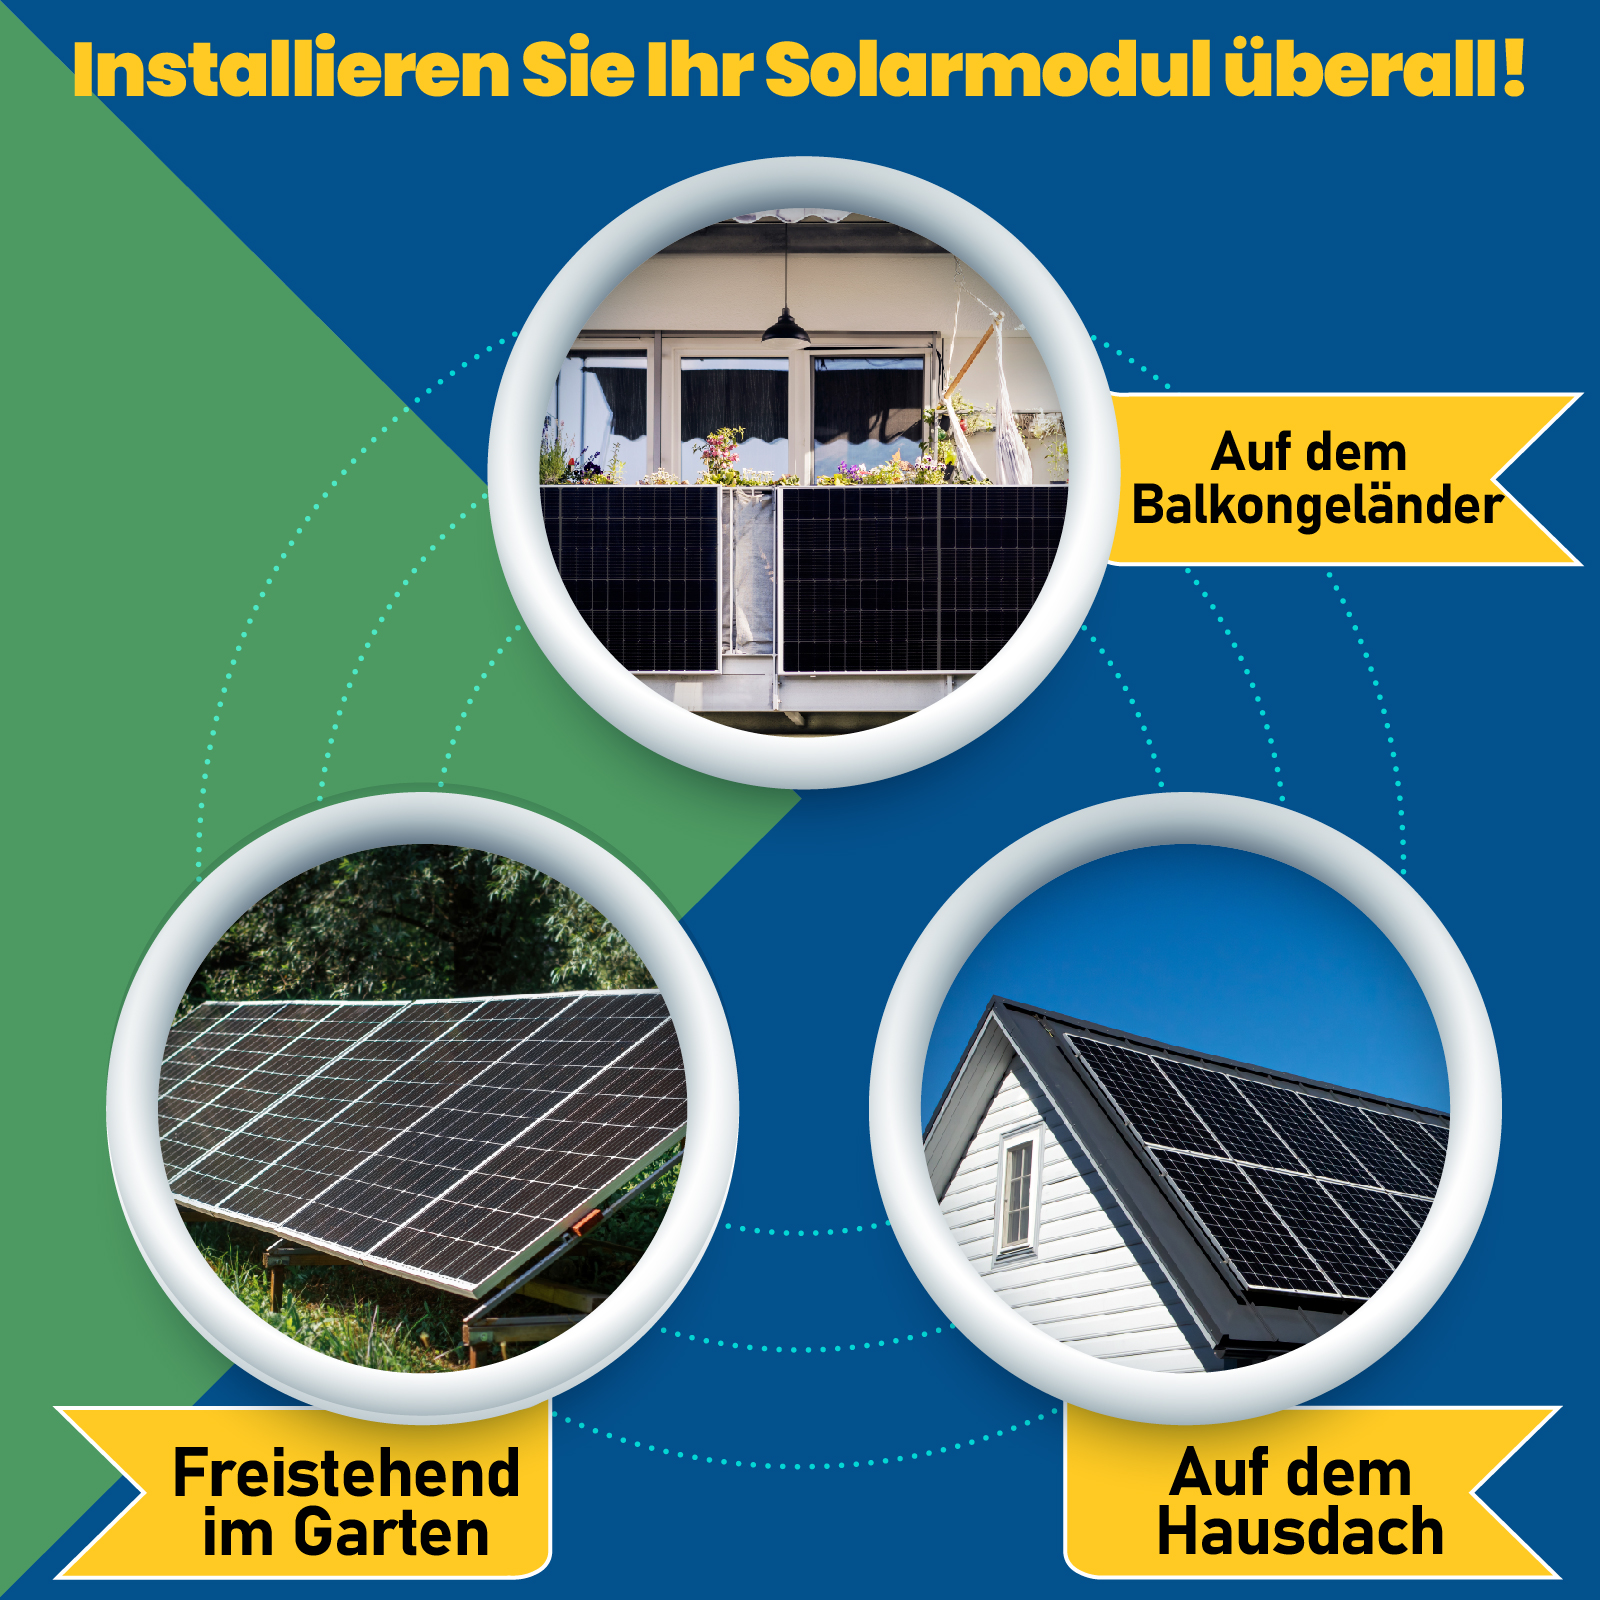 Installieren Sie Ihr Solarmodul überall!
Auf dem
Balkongeländer
Freistehend
im Garten
Auf dem
Hausdach